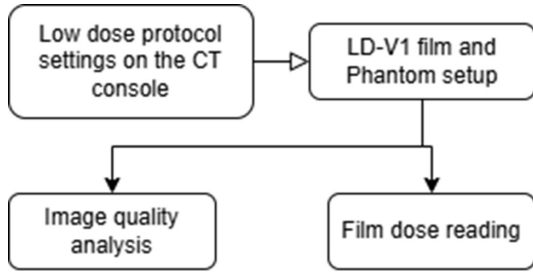 Low dose protocol
settings on the CT
console
LD-V1 film and
Phantom setup
Image quality
analysis
Film dose reading